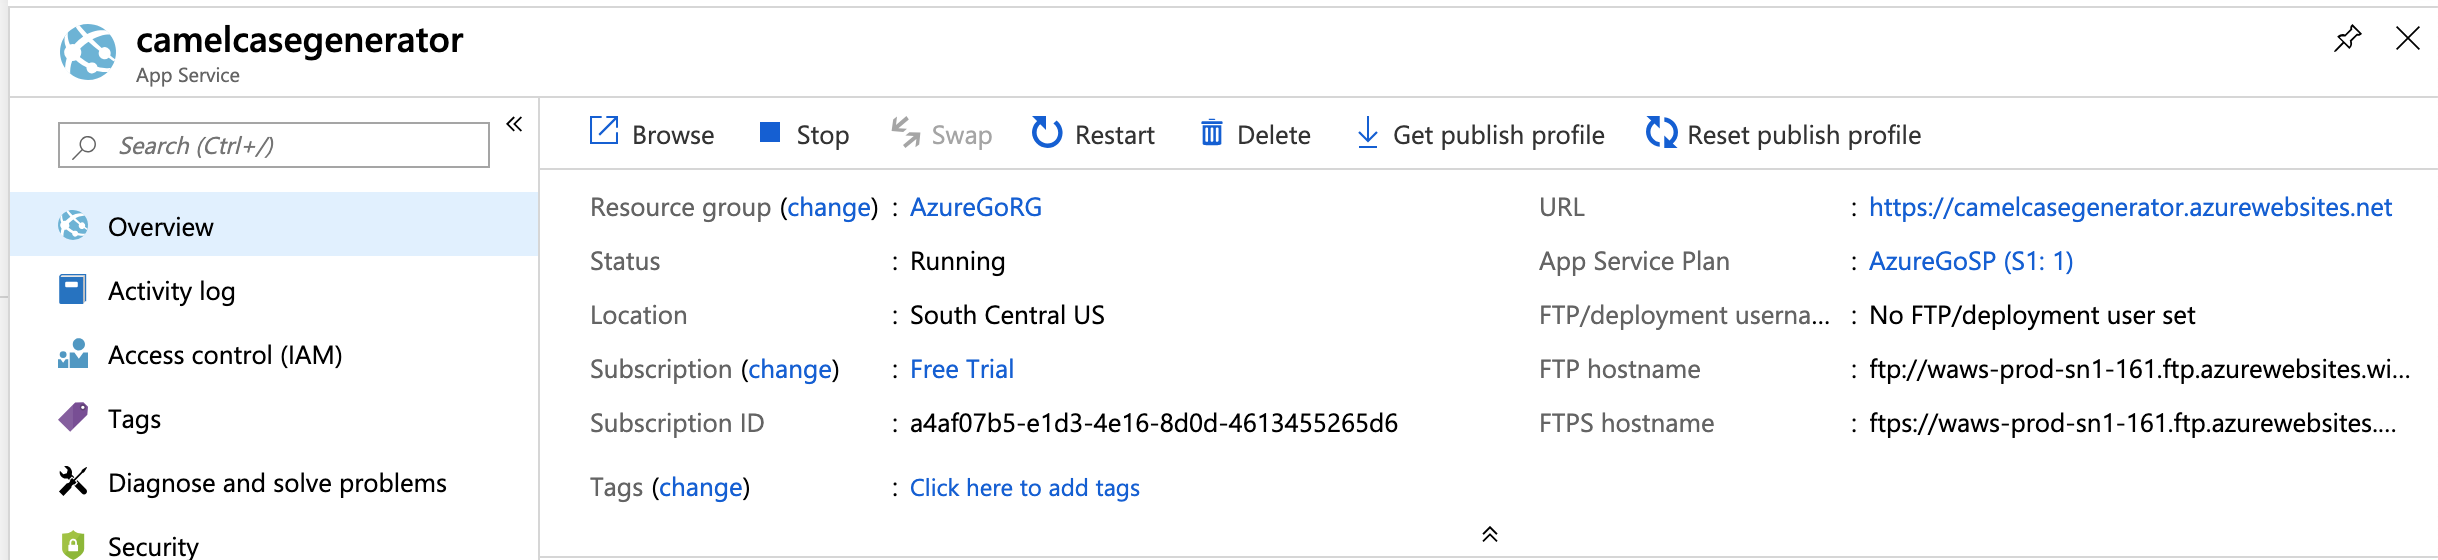 camelcasegenerator
App Service
Search (Ctrl+/)
«
Overview
Activity log
Access control (IAM)
Tags
Diagnose and solve problems
Security
Browse Stop Swap Restart Delete Get publish profile Reset publish profile
Resource group (change) : AzureGoRG
Status : Running
Location : South Central US
Subscription (change) : Free Trial
Subscription ID : a4af07b5-e1d3-4e16-8d0d-4613455265d6
Tags (change) : Click here to add tags
URL : https://camelcasegenerator.azurewebsites.net
App Service Plan : AzureGoSP (S1: 1)
FTP/deployment userna... : No FTP/deployment user set
FTP hostname : ftp://waws-prod-sn1-161.ftp.azurewebsites.wi...
FTPS hostname : ftps://waws-prod-sn1-161.ftp.azurewebsites....